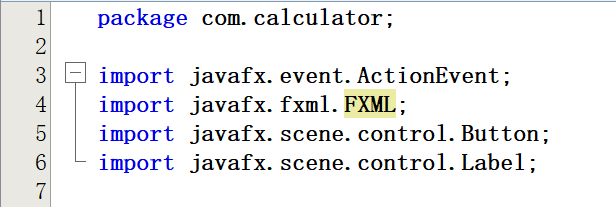 1 package com.calculator;
2
3 import javafx.event.ActionEvent;
4 import javafx.fxml.FXML;
5 import javafx.scene.control.Button;
6 import javafx.scene.control.Label;
7